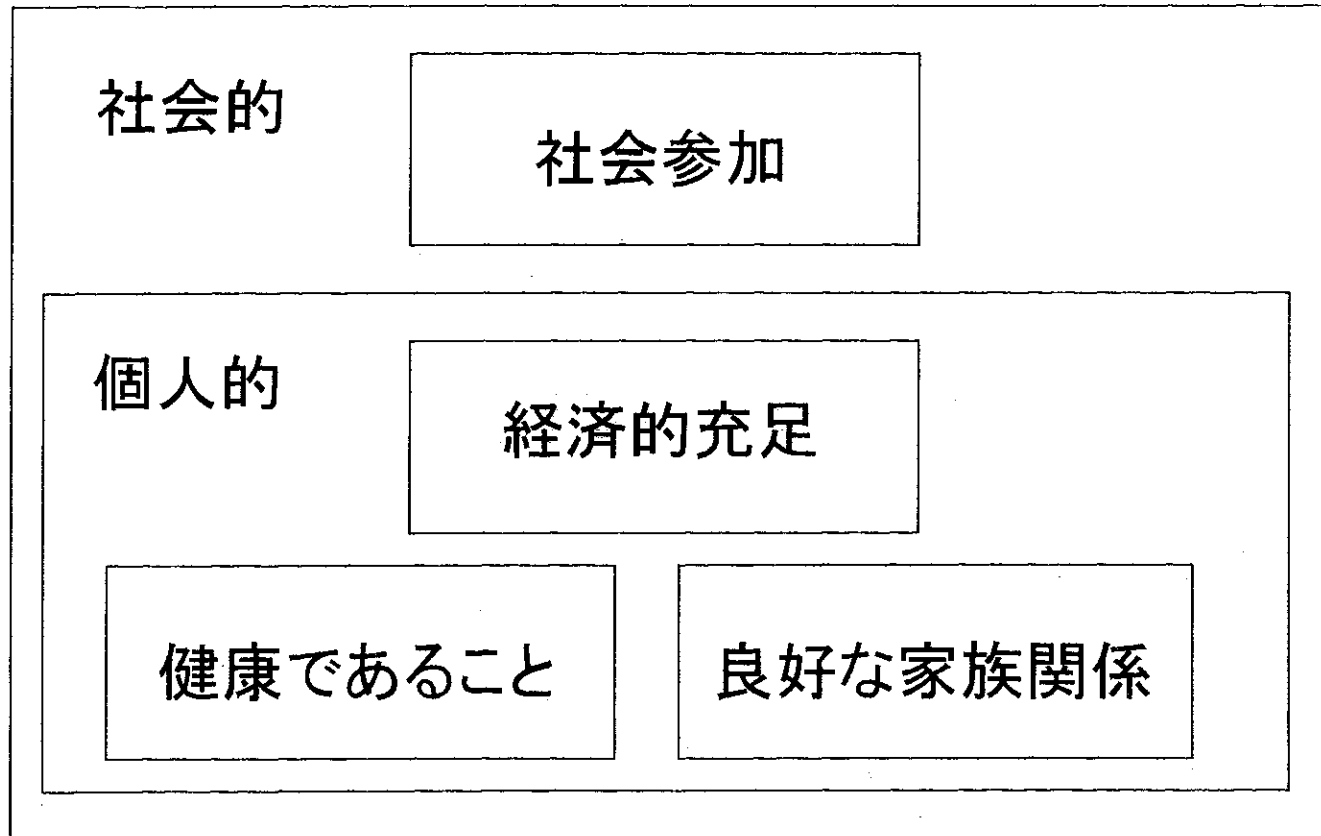 社会的
社会参加
個人的
経済的充足
健康であること
良好な家族関係